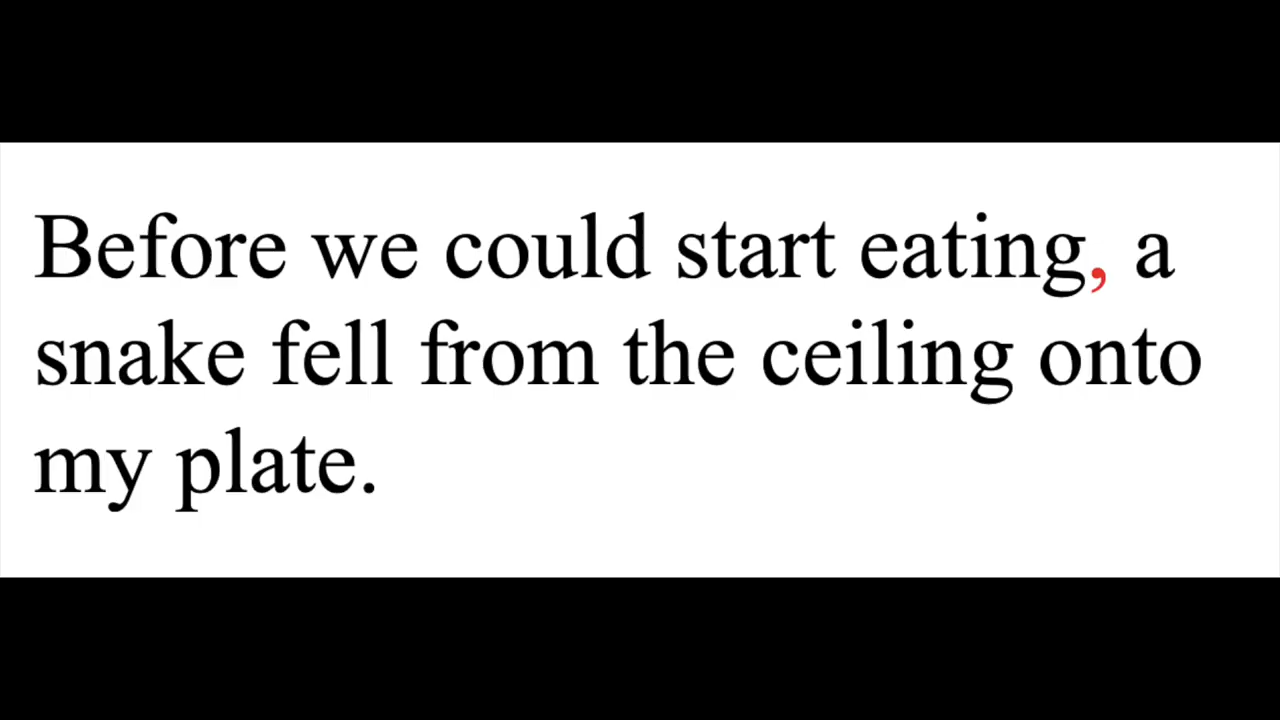 Before we could start eating, a
snake fell from the ceiling onto
my plate.